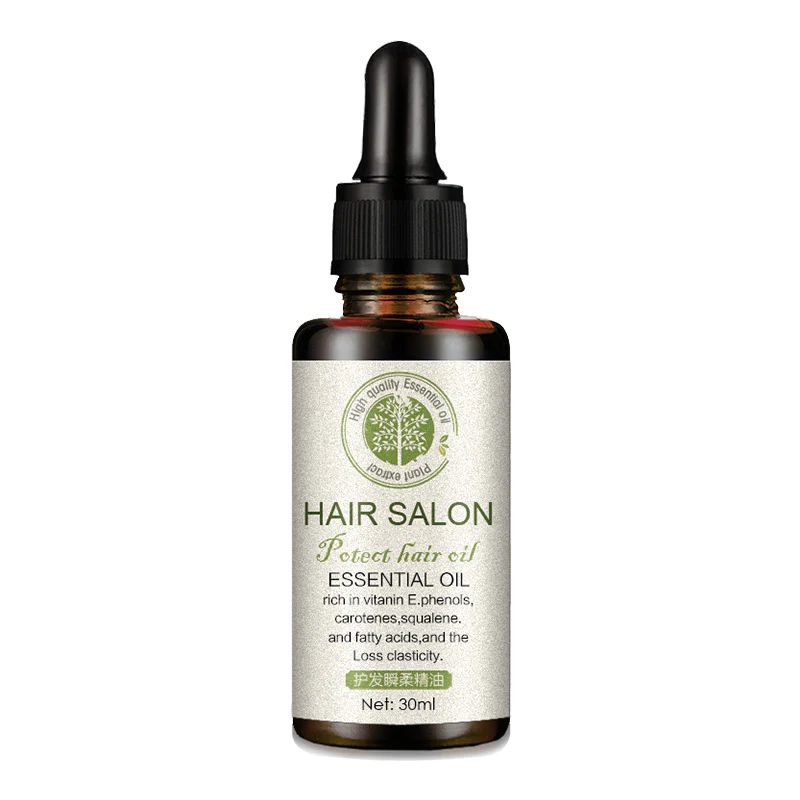 High quality Essential oil
Plant extract
HAIR SALON
Potect hair oil
ESSENTIAL OIL
rich in vitanin E.phenols,
carotenes,squalene.
and fatty acids,and the
Loss clasticity.
护发瞬柔精油
Net: 30ml